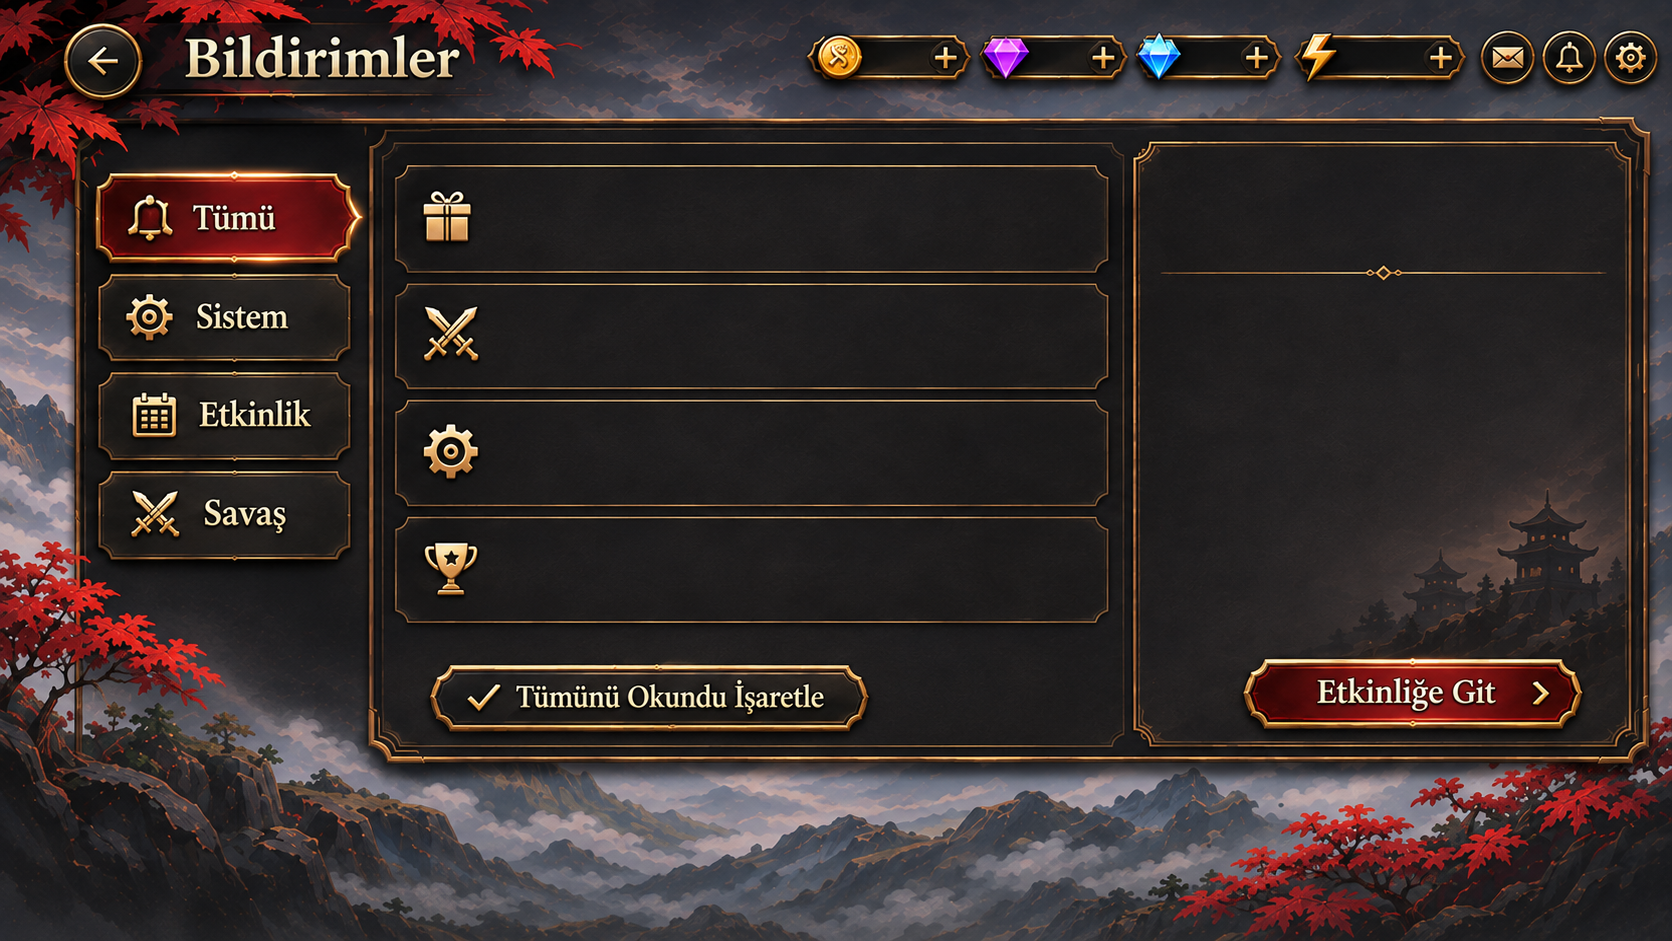 Bildirimler
Tümü
Sistem
Etkinlik
Savaş
Tümünü Okundu İşaretle
Etkinliğe Git